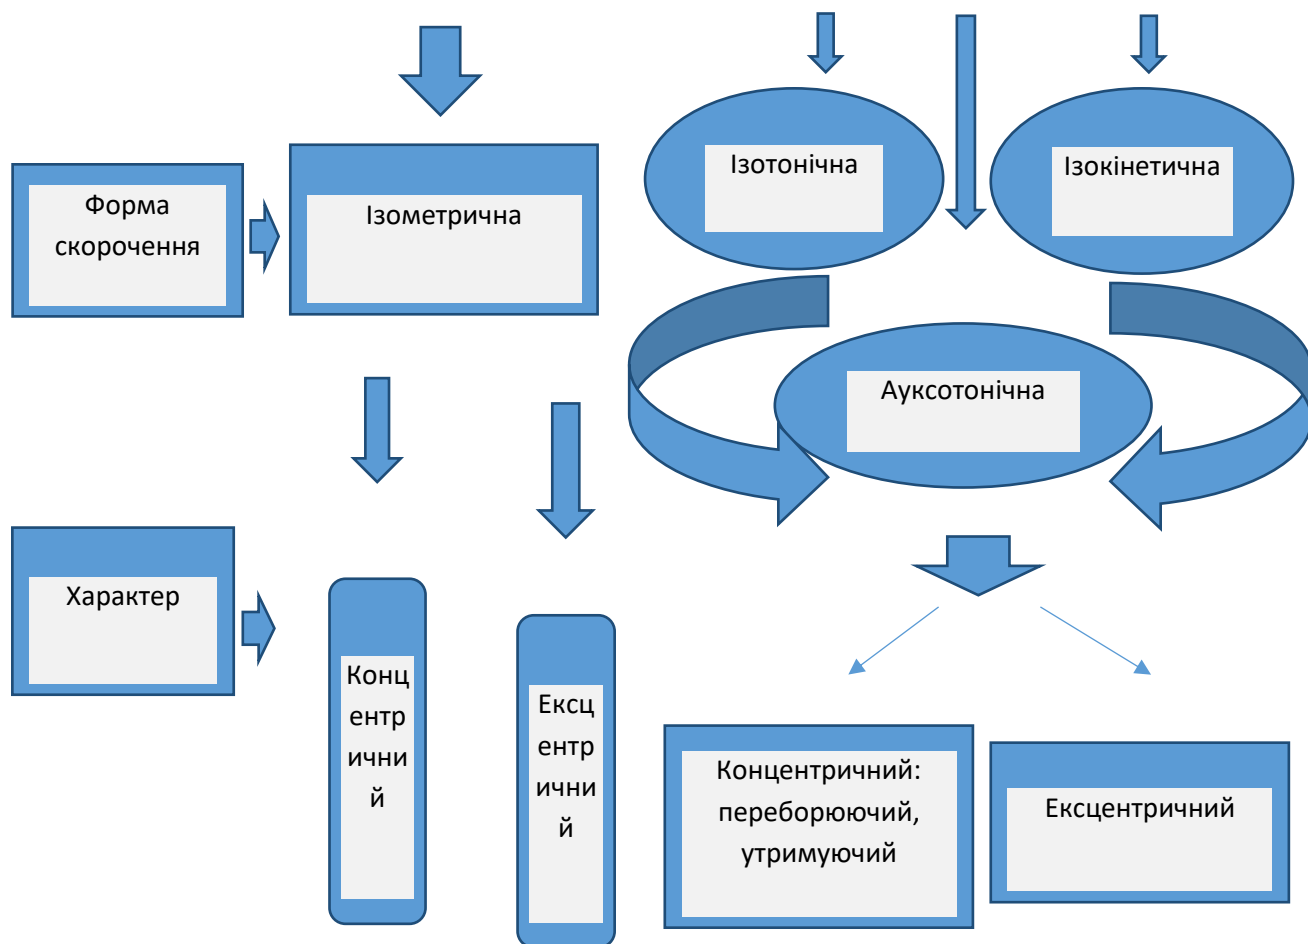 Ізотонічна
Ізокінетична
Форма
скорочення
Ізометрична
Ауксотонічна
Характер
Конц
ентр
ични
й
Ексц
ентр
ични
й
Концентричний:
переборюючий,
утримуючий
Ексцентричний